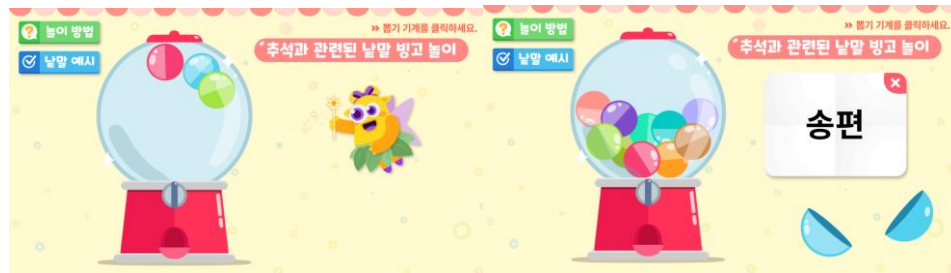 놀이 방법
낱말 예시
>> 뽑기 기계를 클릭하세요.
추석과 관련된 낱말 빙고 놀이
놀이 방법
낱말 예시
>> 뽑기 기계를 클릭하세요.
추석과 관련된 낱말 빙고 놀이
송편